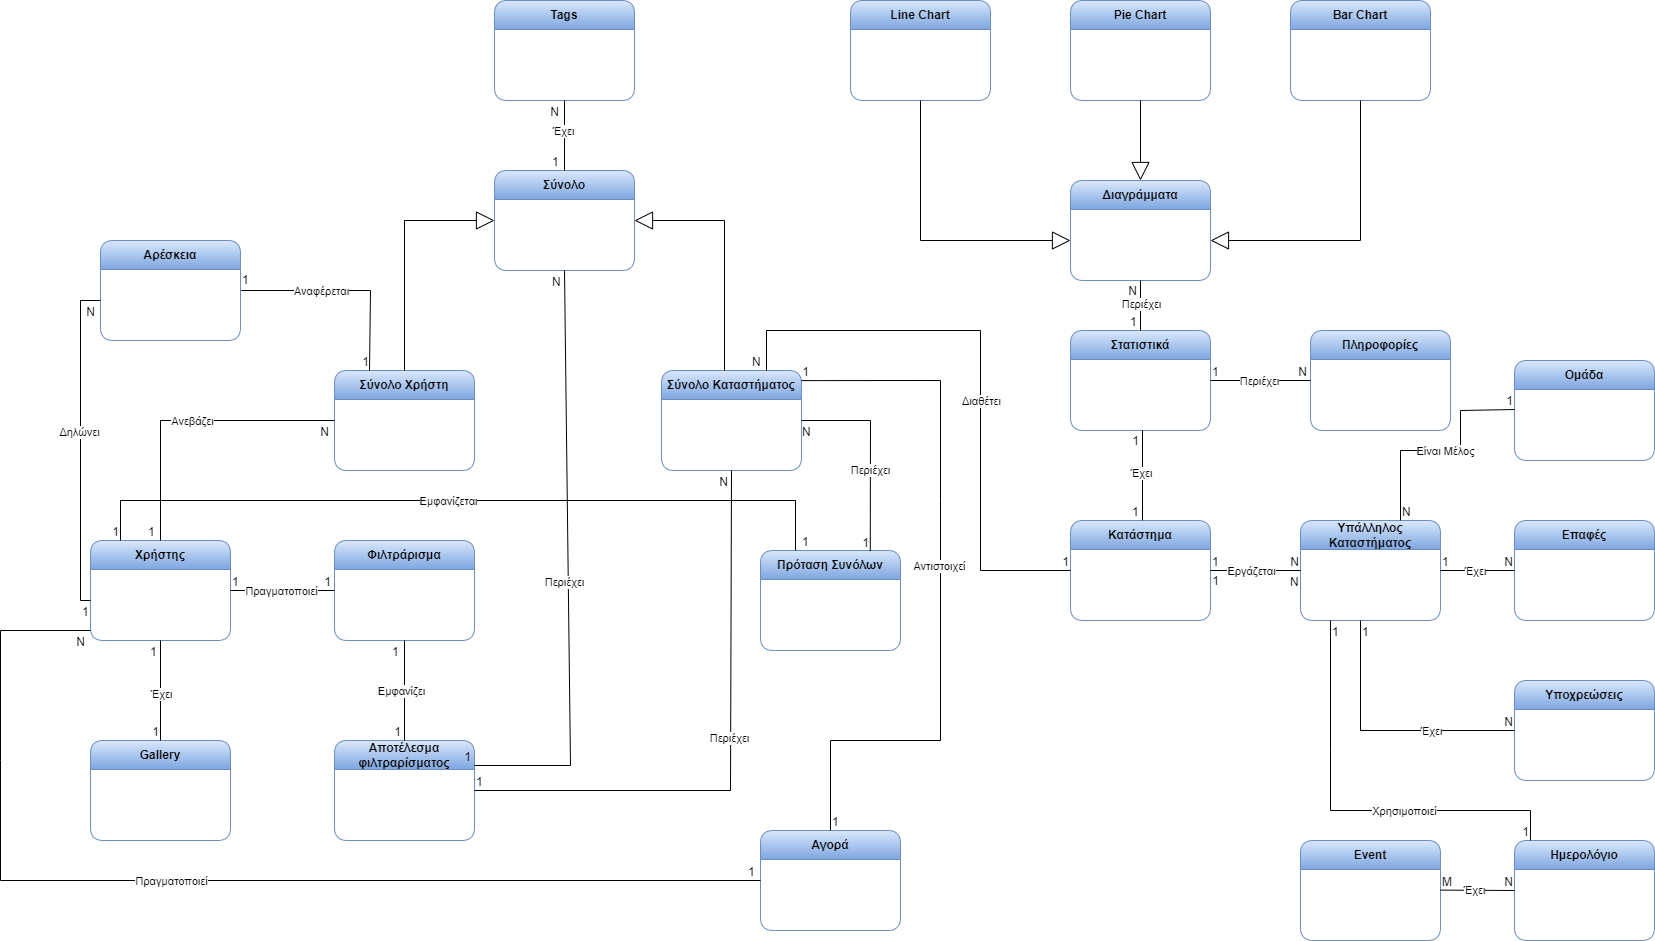 Tags
Line Chart
Pie Chart
Bar Chart
N
Έχει
1
Σύνολο
Διαγράμματα
Αρέσκεια
1
Αναφέρεται
N
N
N
Περιέχει
1
1
Στατιστικά
Πληροφορίες
N
1
Σύνολο Χρήστη
Σύνολο Καταστήματος
1
Περιέχει
N
Ομάδα
Διαθέτει
1
Ανεβάζει
N
Δηλώνει
N
1
Είναι Μέλος
Περιέχει
Έχει
N
Εμφανίζεται
1
N
1
1
1
1
Χρήστης
Φιλτράρισμα
Πρόταση Συνόλων
Κατάστημα
Υπάλληλος
Καταστήματος
Επαφές
Αντιστοιχεί
1
1
Εργάζεται
N
1
Έχει
N
1
N
1
Πραγματοποιεί
1
Περιέχει
1
N
1
1
1
1
Έχει
Εμφανίζει
Υποχρεώσεις
1
1
Περιέχει
Έχει
N
Gallery
Αποτέλεσμα
φιλτραρίσματος
1
1
Χρησιμοποιεί
1
1
Αγορά
Event
Ημερολόγιο
Πραγματοποιεί
1
M
Έχει
N